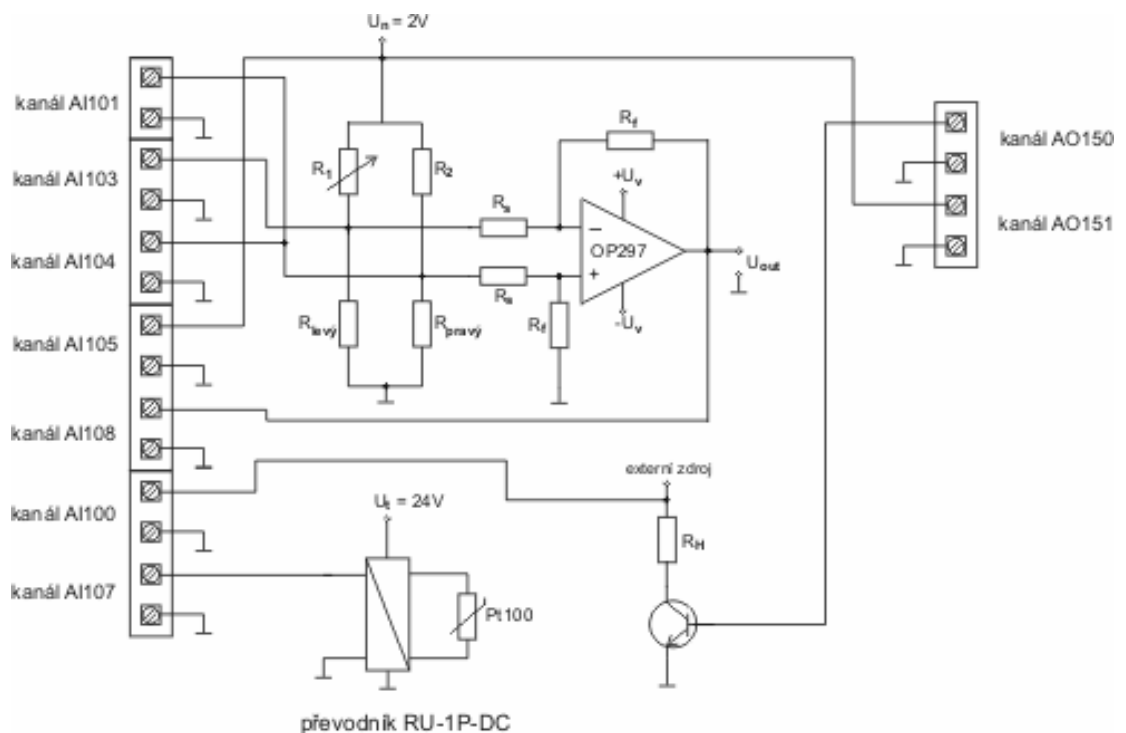 Un = 2V
kanál AI101
kanál AI103
kanál AI104
kanál AI105
kanál AI108
kanál AI100
kanál AI107
R1
R2
Rlevý
Rpravý
Rs
Rs
Rf
Rf
+Uv
−
OP297
+
-Uv
Uout
kanál AO150
kanál AO151
externí zdroj
RH
Ut = 24V
Pt100
převodník RU-1P-DC